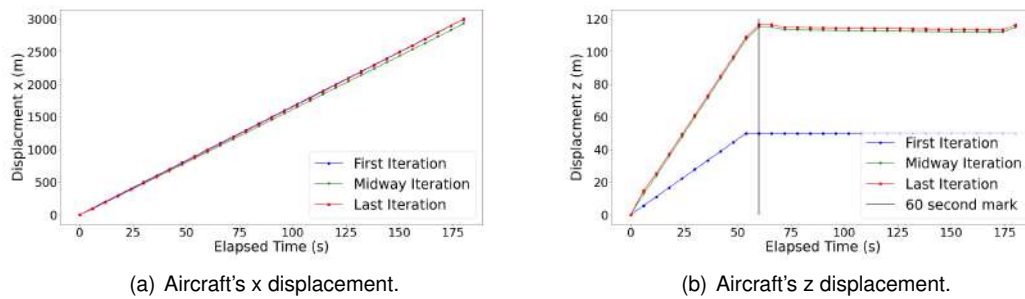 3000
2500
2000
1500
1000
500
0
Displacment x (m)
0 25 50 75 100 125 150 175
Elapsed Time (s)
First Iteration
Midway Iteration
Last Iteration
(a) Aircraft's x displacement.
120
100
80
60
40
20
0
Displacment z (m)
0 25 50 75 100 125 150 175
Elapsed Time (s)
First Iteration
Midway Iteration
Last Iteration
60 second mark
(b) Aircraft's z displacement.